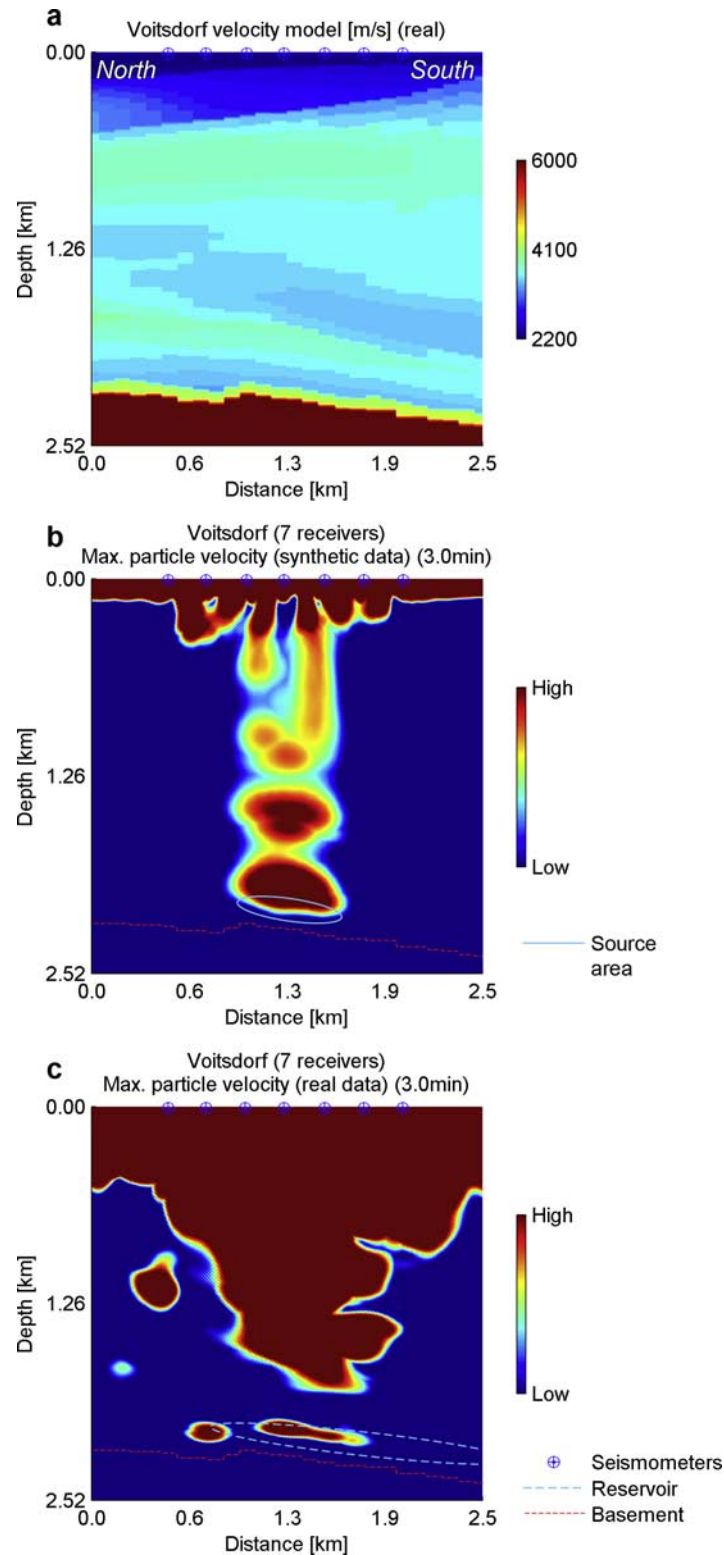 a
Voitsdorf velocity model [m/s] (real)
0.00
North
South
Depth [km]
1.26
2.52
0.0
0.6
1.3
1.9
2.5
Distance [km]
6000
4100
2200
b
Voitsdorf (7 receivers)
Max. particle velocity (synthetic data) (3.0min)
0.00
Depth [km]
1.26
2.52
0.0
0.6
1.3
1.9
2.5
Distance [km]
High
Low
Source
area
c
Voitsdorf (7 receivers)
Max. particle velocity (real data) (3.0min)
0.00
Depth [km]
1.26
2.52
0.0
0.6
1.3
1.9
2.5
Distance [km]
High
Low
Seismometers
Reservoir
Basement